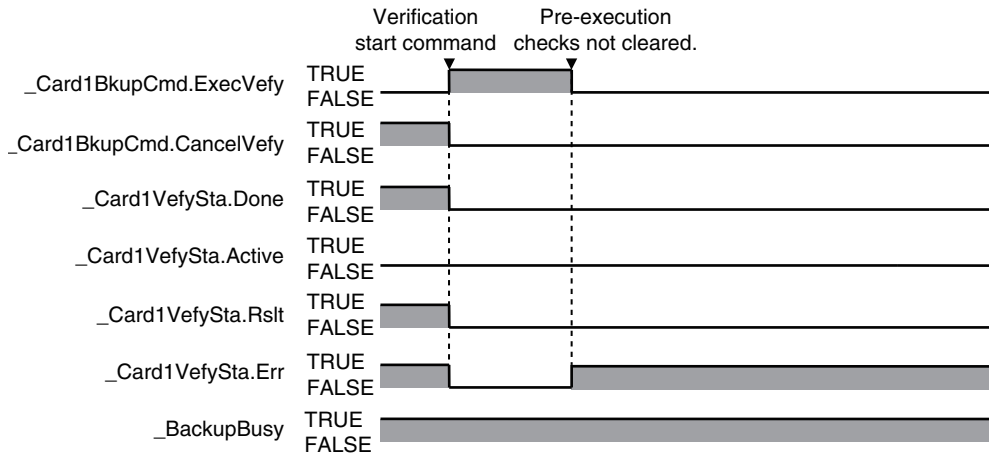 Verification Pre-execution
start command checks not cleared.
_Card1BkupCmd.ExecVefy TRUE
FALSE
_Card1BkupCmd.CancelVefy TRUE
FALSE
_Card1VefySta.Done TRUE
FALSE
_Card1VefySta.Active TRUE
FALSE
_Card1VefySta.Rslt TRUE
FALSE
_Card1VefySta.Err TRUE
FALSE
_BackupBusy TRUE
FALSE